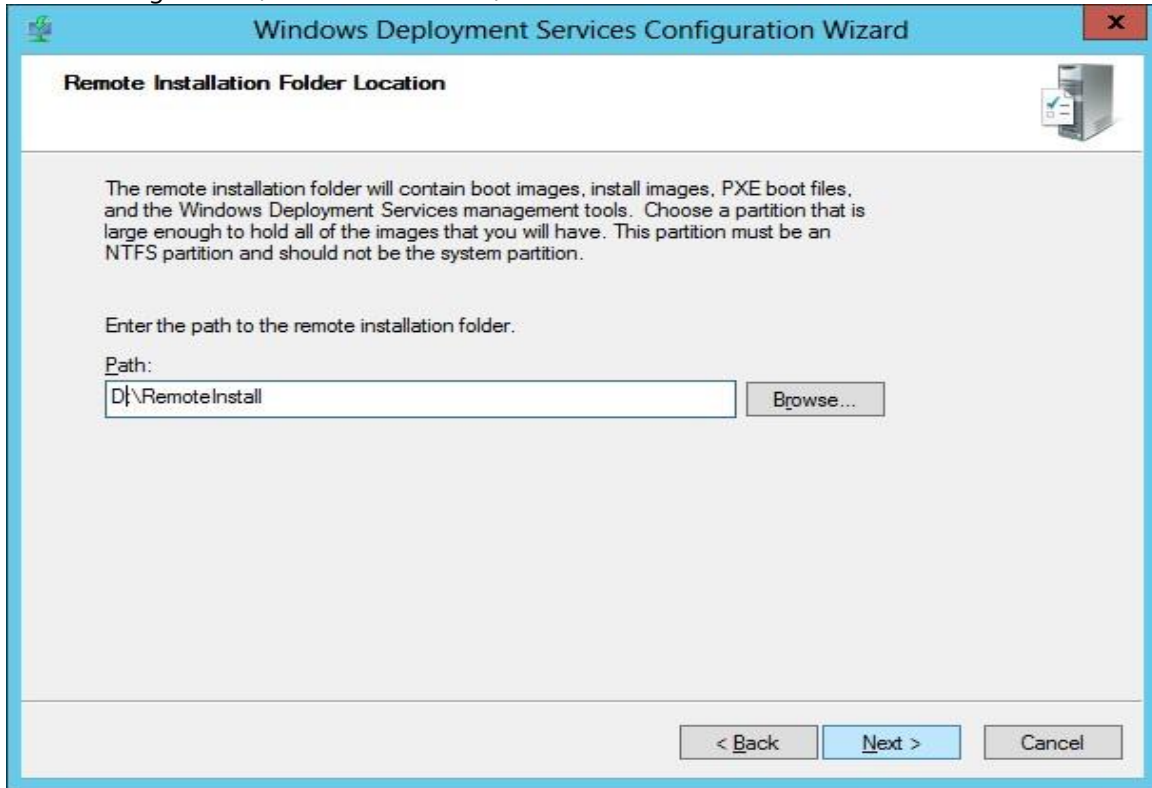 Windows Deployment Services Configuration Wizard
x
Remote Installation Folder Location
The remote installation folder will contain boot images, install images, PXE boot files,
and the Windows Deployment Services management tools. Choose a partition that is
large enough to hold all of the images that you will have. This partition must be an
NTFS partition and should not be the system partition.
Enter the path to the remote installation folder.
Path:
D:\RemoteInstall
Browse...
< Back
Next >
Cancel